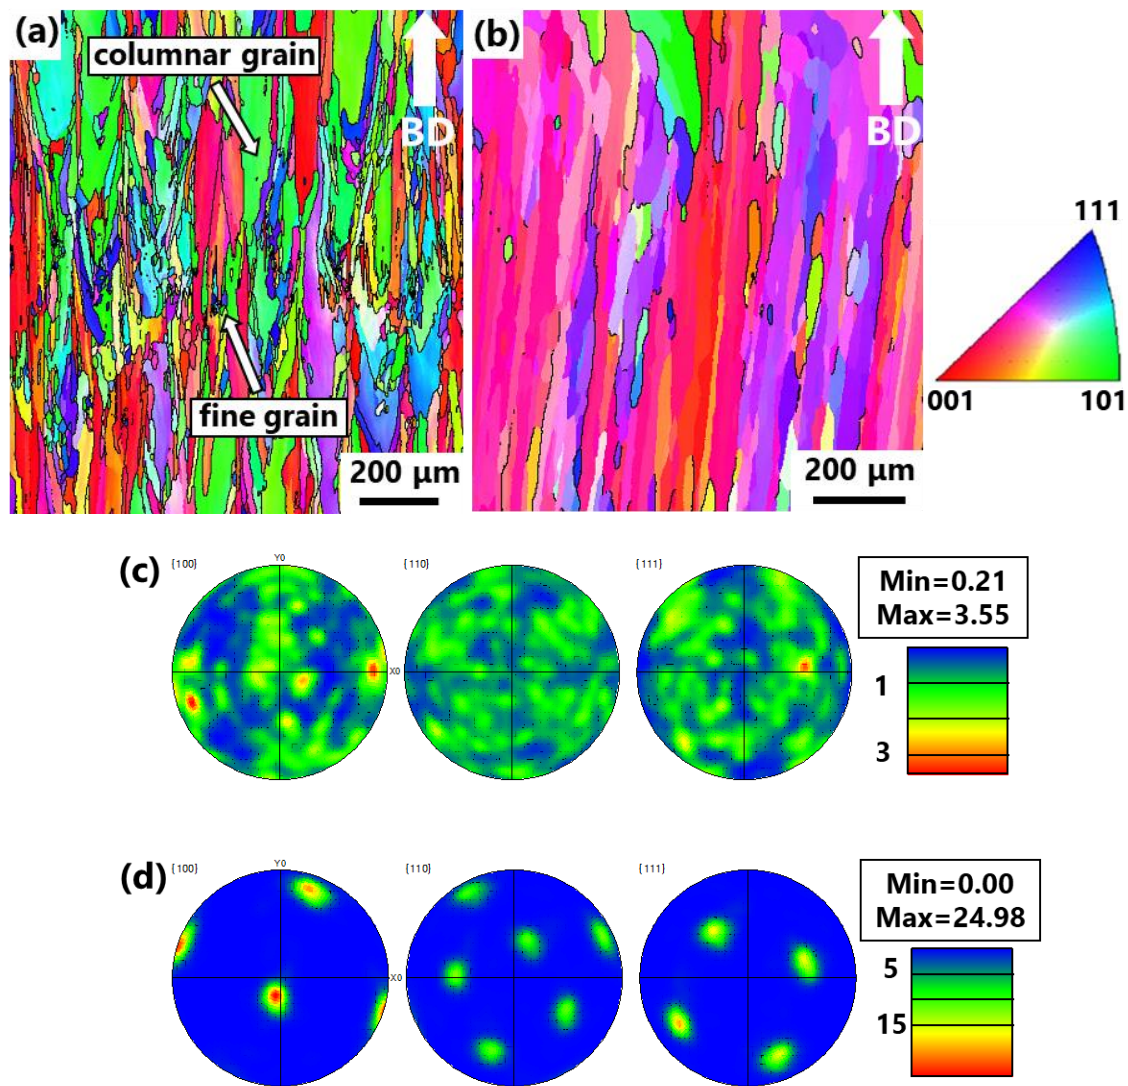 (a)
columnar grain
BD
fine grain
200 μm
(b)
BD
200 μm
111
001
101
(c)
{100}
Y0
X0
{110}
{111}
Min=0.21
Max=3.55
1
3
(d)
{100}
Y0
X0
{110}
{111}
Min=0.00
Max=24.98
5
15